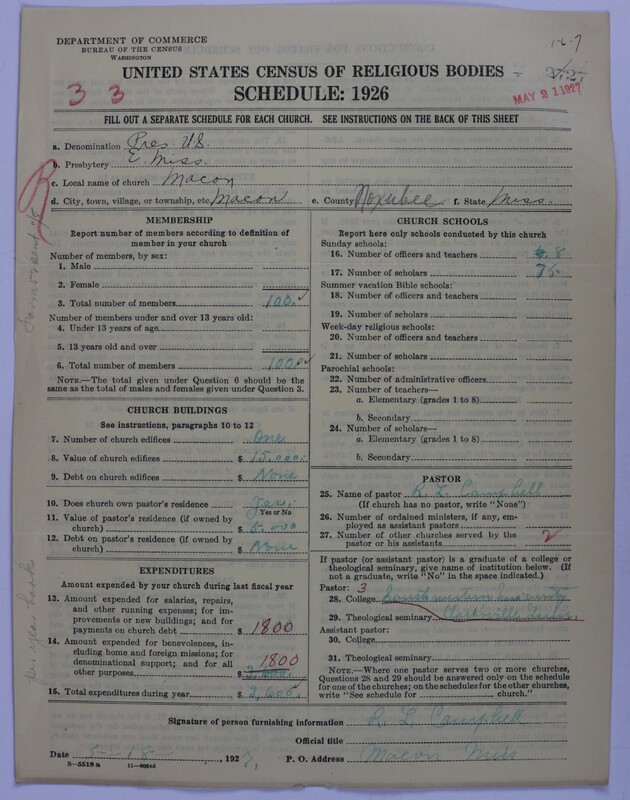 DEPARTMENT OF COMMERCE
BUREAU OF THE CENSUS
WASHINGTON
1-6-7
UNITED STATES CENSUS OF RELIGIOUS BODIES
3 3
SCHEDULE: 1926
MAY 21 1927
FILL OUT A SEPARATE SCHEDULE FOR EACH CHURCH. SEE INSTRUCTIONS ON THE BACK OF THIS SHEET
a. Denomination Pres. U.S.
b. Presbytery E. Miss.
c. Local name of church Macon
d. City, town, village, or township, etc Macon e. County Noxubee f. State Miss.
MEMBERSHIP
Report number of members according to definition of member in your church
Number of members, by sex:
1. Male
2. Female
3. Total number of members 100.
Number of members under and over 13 years old:
4. Under 13 years of age
5. 13 years old and over
6. Total number of members 100
NOTE.—The total given under Question 6 should be the same as the total of males and females given under Question 3.
CHURCH BUILDINGS
See instructions, paragraphs 10 to 12
7. Number of church edifices One
8. Value of church edifices $ 15.000
9. Debt on church edifices $ None
10. Does church own pastor's residence Yes.
Yes or No
11. Value of pastor's residence (if owned by church) $ 5.000
12. Debt on pastor's residence (if owned by church) $ None
EXPENDITURES
Amount expended by your church during last fiscal year
13. Amount expended for salaries, repairs, and other running expenses; for improvements or new buildings; and for payments on church debt $ 1800
14. Amount expended for benevolences, including home and foreign missions; for denominational support; and for all other purposes $ 1800
15. Total expenditures during year $ 3,600.
CHURCH SCHOOLS
Report here only schools conducted by this church
Sunday schools:
16. Number of officers and teachers 8
17. Number of scholars 75
Summer vacation Bible schools:
18. Number of officers and teachers
19. Number of scholars
Week-day religious schools:
20. Number of officers and teachers
21. Number of scholars
Parochial schools:
22. Number of administrative officers
23. Number of teachers—
a. Elementary (grades 1 to 8)
b. Secondary
24. Number of scholars—
a. Elementary (grades 1 to 8)
b. Secondary
PASTOR
25. Name of pastor R. L. Campbell
(If church has no pastor, write "None")
26. Number of ordained ministers, if any, employed as assistant pastors
27. Number of other churches served by the pastor or his assistants 2
If pastor (or assistant pastor) is a graduate of a college or theological seminary, give name of institution below. (If not a graduate, write "No" in the space indicated.)
Pastor: 3
28. College Southwestern University
29. Theological seminary Clarksville Tenn.
Assistant pastor:
30. College
31. Theological seminary
NOTE.—Where one pastor serves two or more churches, Questions 28 and 29 should be answered only on the schedule for one of the churches; on the schedules for the other churches, write "See schedule for church."
Signature of person furnishing information R. L. Campbell
Official title
Date 5-18- 1927, P. O. Address Macon Miss
8-5518 a
per year book